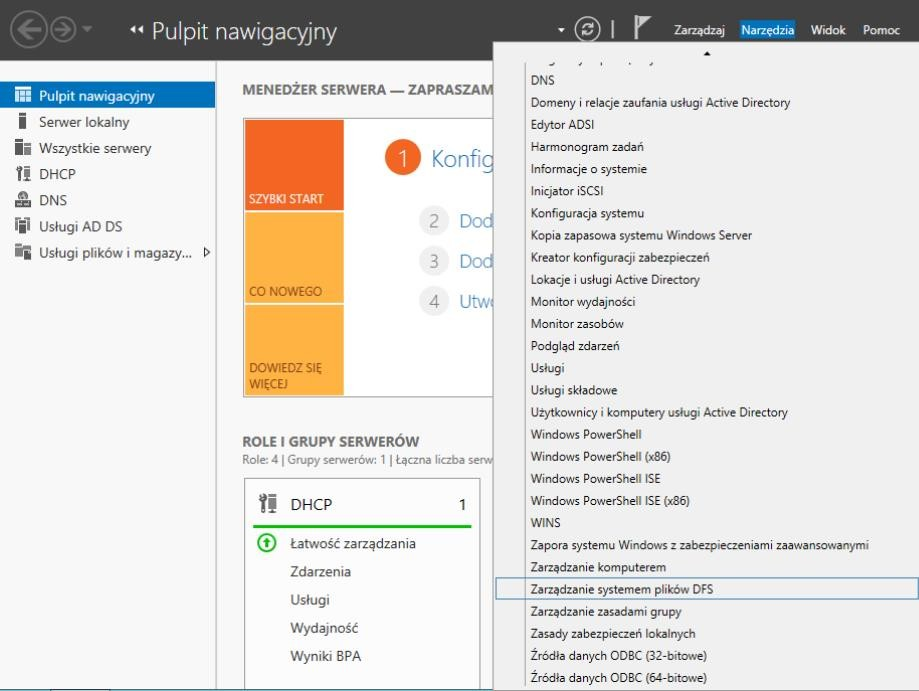 Pulpit nawigacyjny
Zarządzaj
Narzędzia
Widok
Pomoc
Pulpit nawigacyjny
Serwer lokalny
Wszystkie serwery
DHCP
DNS
Usługi AD DS
Usługi plików i magazy...
MENEDŻER SERWERA — ZAPRASZAM
SZYBKI START
CO NOWEGO
DOWIEDZ SIĘ
WIĘCEJ
1 Konfig
2 Dod
3 Dod
4 Utwo
ROLE I GRUPY SERWERÓW
Role: 4 | Grupy serwerów: 1 | Łączna liczba serw
DHCP 1
Łatwość zarządzania
Zdarzenia
Usługi
Wydajność
Wyniki BPA
DNS
Domeny i relacje zaufania usługi Active Directory
Edytor ADSI
Harmonogram zadań
Informacje o systemie
Inicjator iSCSI
Konfiguracja systemu
Kopia zapasowa systemu Windows Server
Kreator konfiguracji zabezpieczeń
Lokacje i usługi Active Directory
Monitor wydajności
Monitor zasobów
Podgląd zdarzeń
Usługi
Usługi składowe
Użytkownicy i komputery usługi Active Directory
Windows PowerShell
Windows PowerShell (x86)
Windows PowerShell ISE
Windows PowerShell ISE (x86)
WINS
Zapora systemu Windows z zabezpieczeniami zaawansowanymi
Zarządzanie komputerem
Zarządzanie systemem plików DFS
Zarządzanie zasadami grupy
Zasady zabezpieczeń lokalnych
Źródła danych ODBC (32-bitowe)
Źródła danych ODBC (64-bitowe)